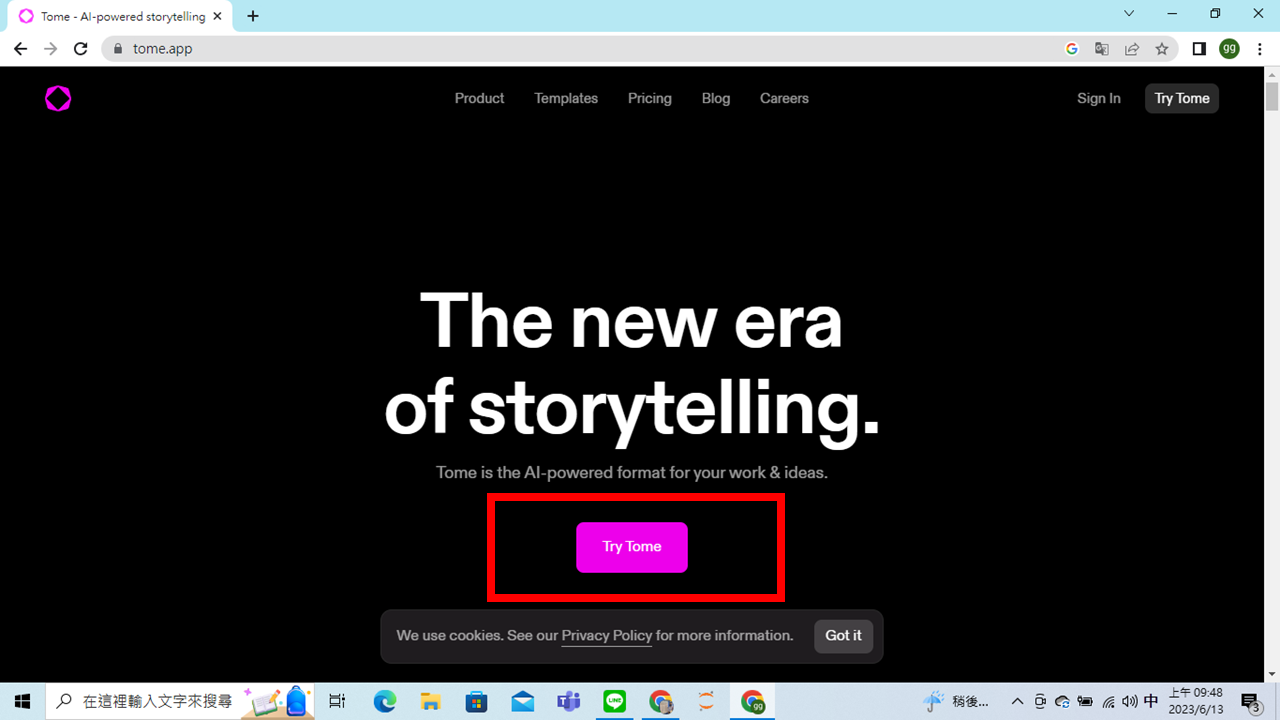 Tome - AI-powered storytelling
tome.app
gg
Product Templates Pricing Blog Careers Sign In Try Tome
The new era
of storytelling.
Tome is the AI-powered format for your work & ideas.
Try Tome
We use cookies. See our Privacy Policy for more information. Got it
在這裡輸入文字來搜尋
LINE
gg
稍後...
中
上午 09:48
2023/6/13
3